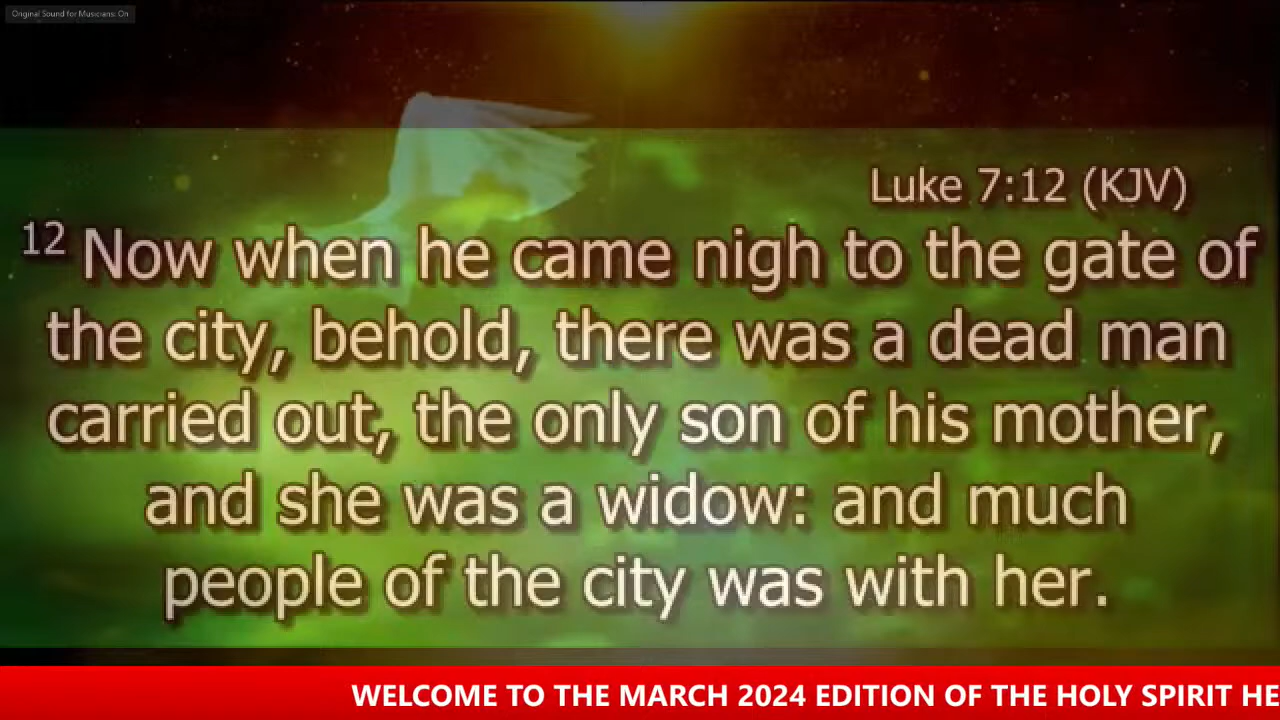 Original Sound for Musicians: On
Luke 7:12 (KJV)
12 Now when he came nigh to the gate of
the city, behold, there was a dead man
carried out, the only son of his mother,
and she was a widow: and much
people of the city was with her.
WELCOME TO THE MARCH 2024 EDITION OF THE HOLY SPIRIT HE